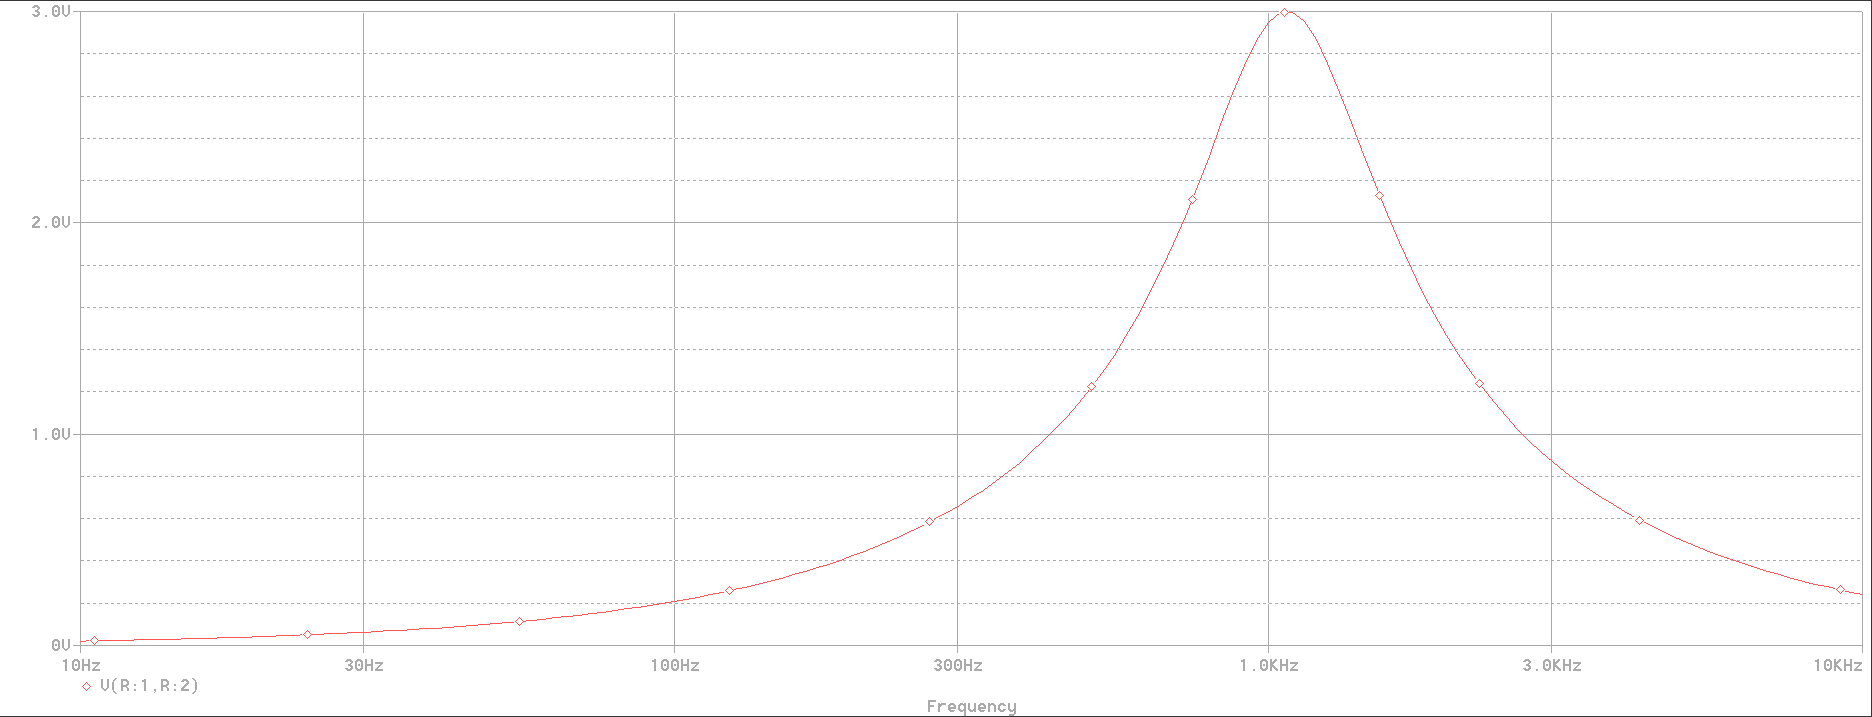 3.0V
2.0V
1.0V
0V
10Hz 30Hz 100Hz 300Hz 1.0KHz 3.0KHz 10KHz
V(R:1,R:2)
Frequency